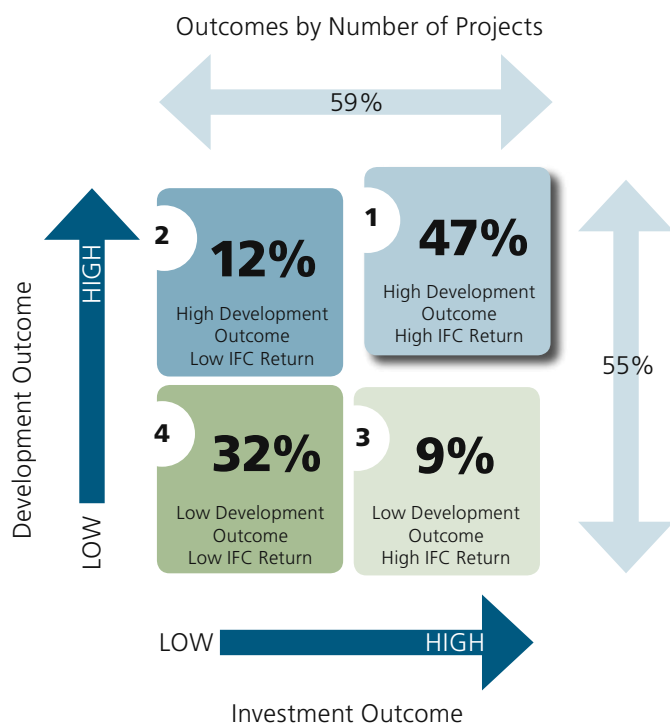 Outcomes by Number of Projects
59%
2
12%
High Development
Outcome
Low IFC Return
1
47%
High Development
Outcome
High IFC Return
4
32%
Low Development
Outcome
Low IFC Return
3
9%
Low Development
Outcome
High IFC Return
55%
Development Outcome
HIGH
LOW
LOW
HIGH
Investment Outcome